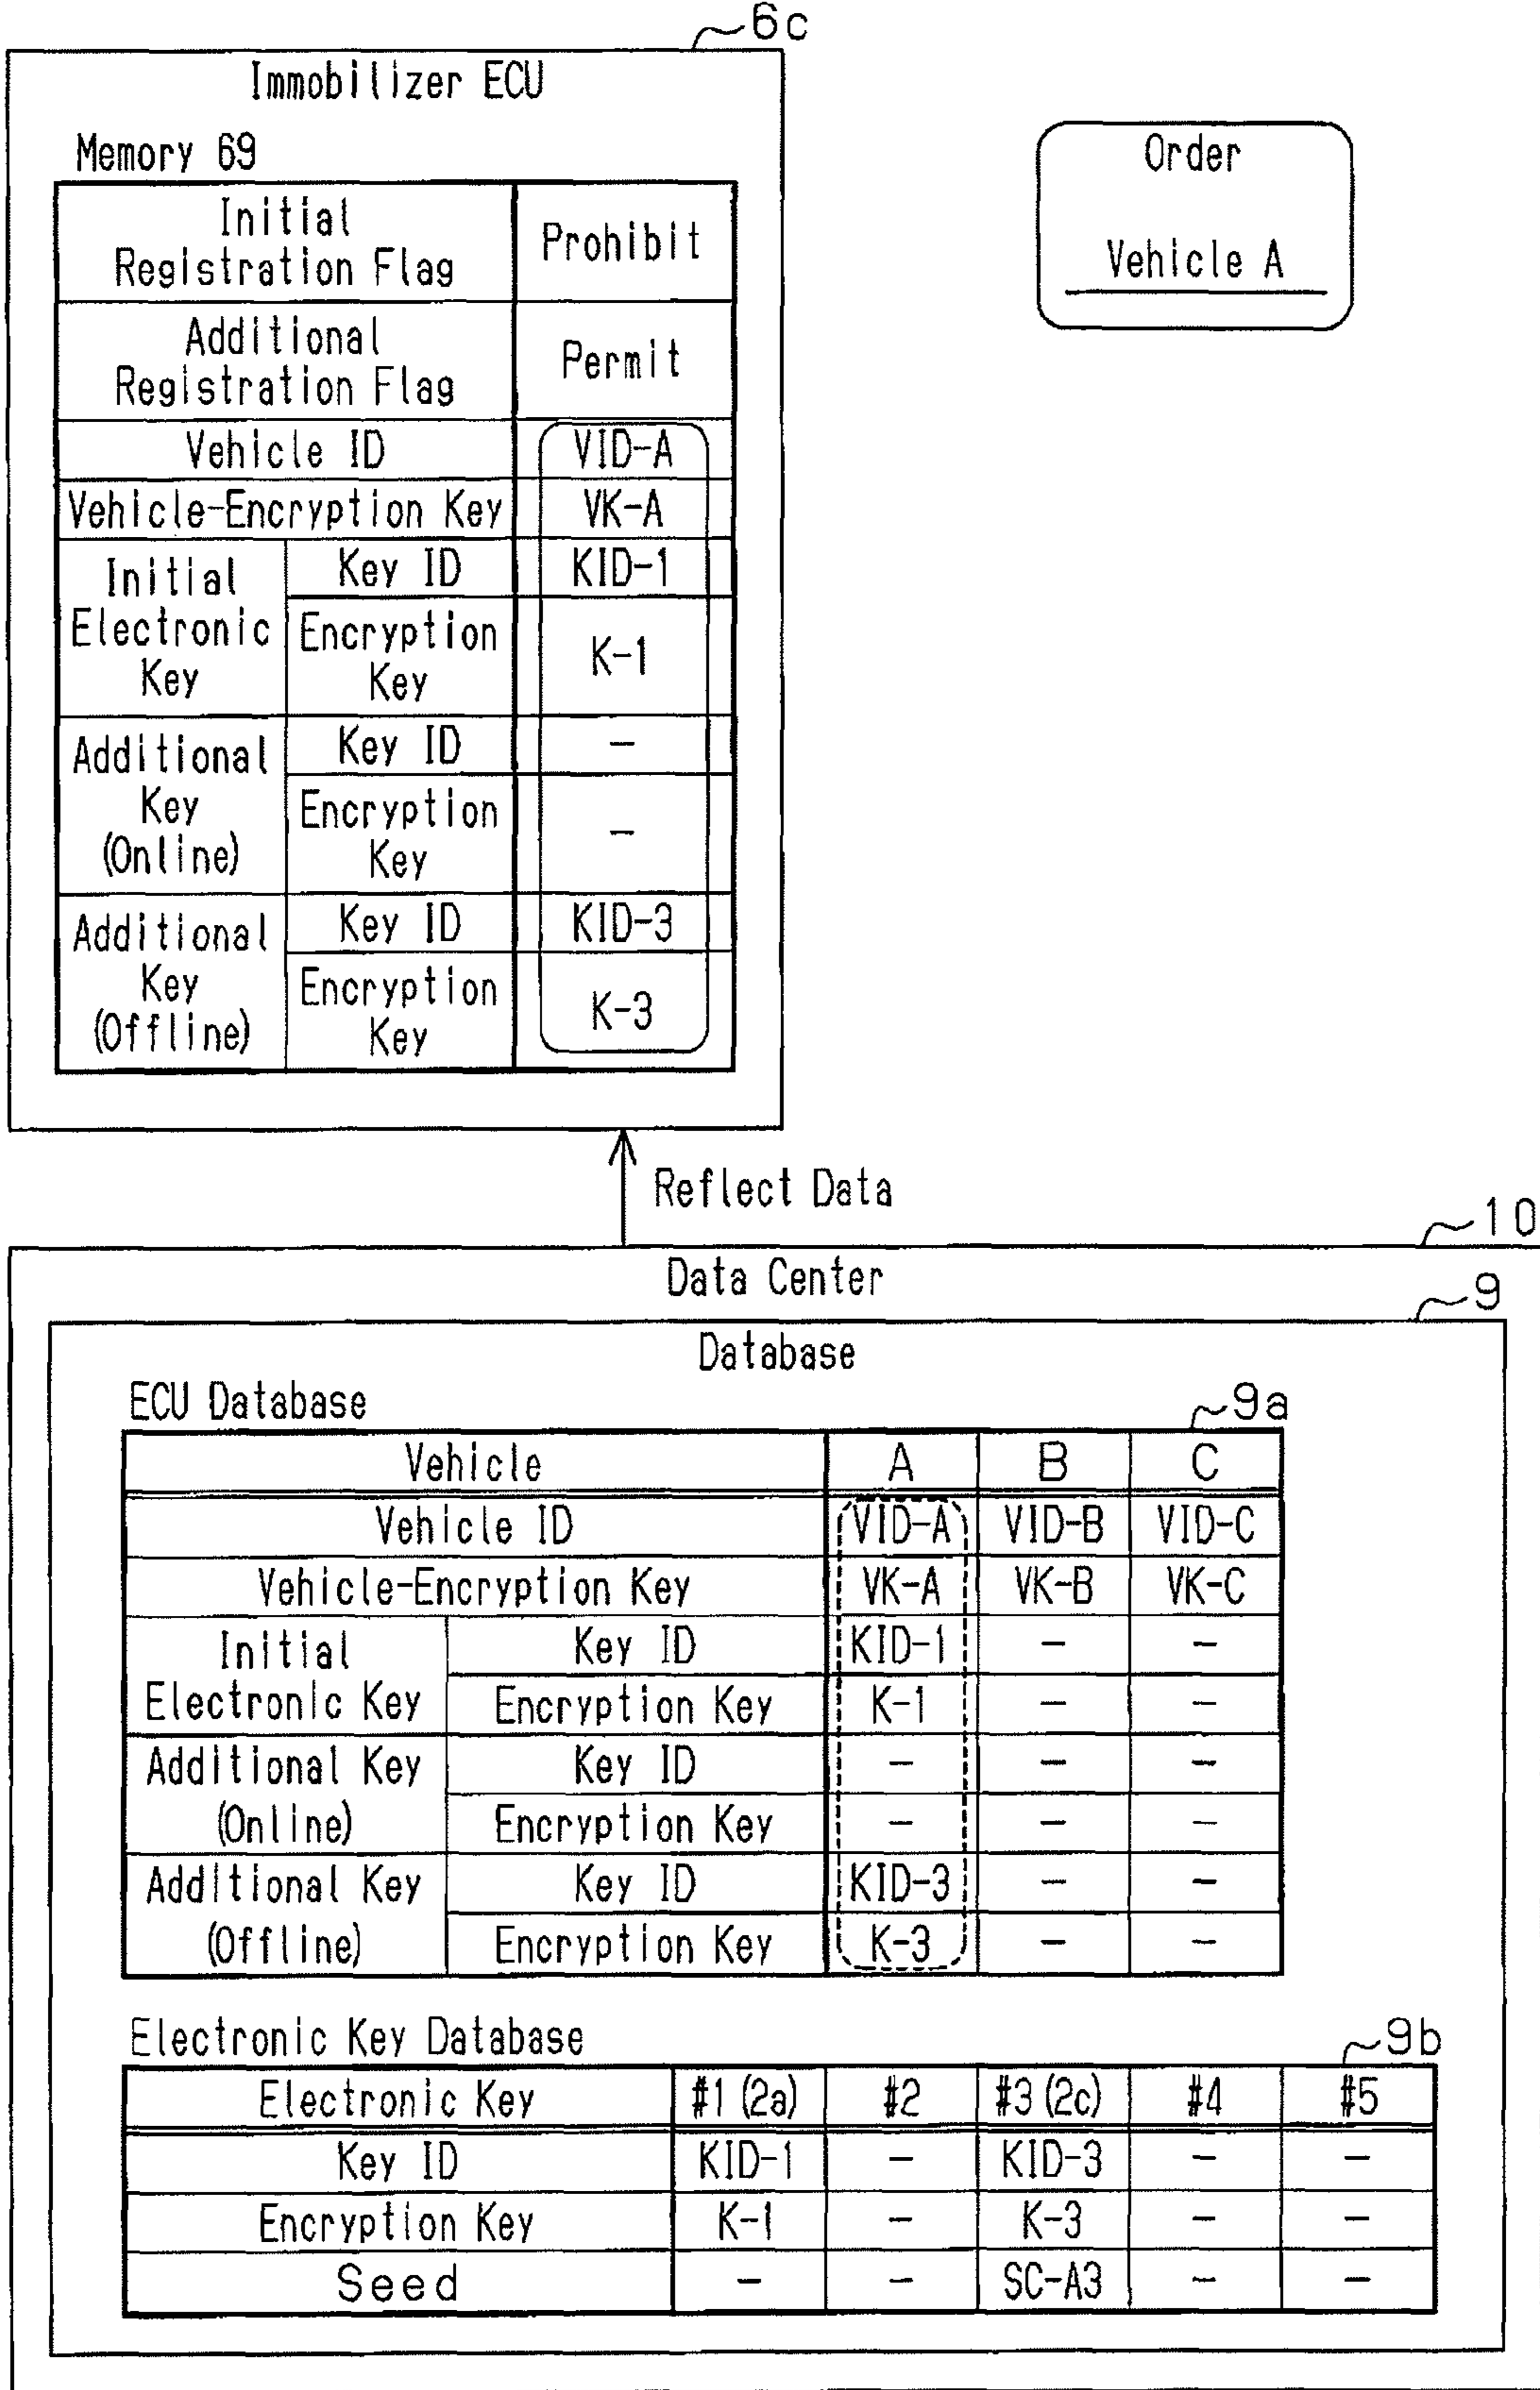 6c
Immobilizer ECU
Memory 69
Initial
Registration Flag
Prohibit
Additional
Registration Flag
Permit
Vehicle ID
VID-A
Vehicle-Encryption Key
VK-A
Initial
Electronic
Key
Key ID
KID-1
Encryption
Key
K-1
Additional
Key
(Online)
Key ID
-
Encryption
Key
-
Additional
Key
(Offline)
Key ID
KID-3
Encryption
Key
K-3
Order
Vehicle A
Reflect Data
10
Data Center
9
Database
ECU Database
9a
Vehicle A B C
Vehicle ID VID-A VID-B VID-C
Vehicle-Encryption Key VK-A VK-B VK-C
Initial
Electronic Key
Key ID KID-1 - -
Encryption Key K-1 - -
Additional Key
(Online)
Key ID - - -
Encryption Key - - -
Additional Key
(Offline)
Key ID KID-3 - -
Encryption Key K-3 - -
Electronic Key Database
9b
Electronic Key #1 (2a) #2 #3 (2c) #4 #5
Key ID KID-1 - KID-3 - -
Encryption Key K-1 - K-3 - -
Seed - - SC-A3 - -